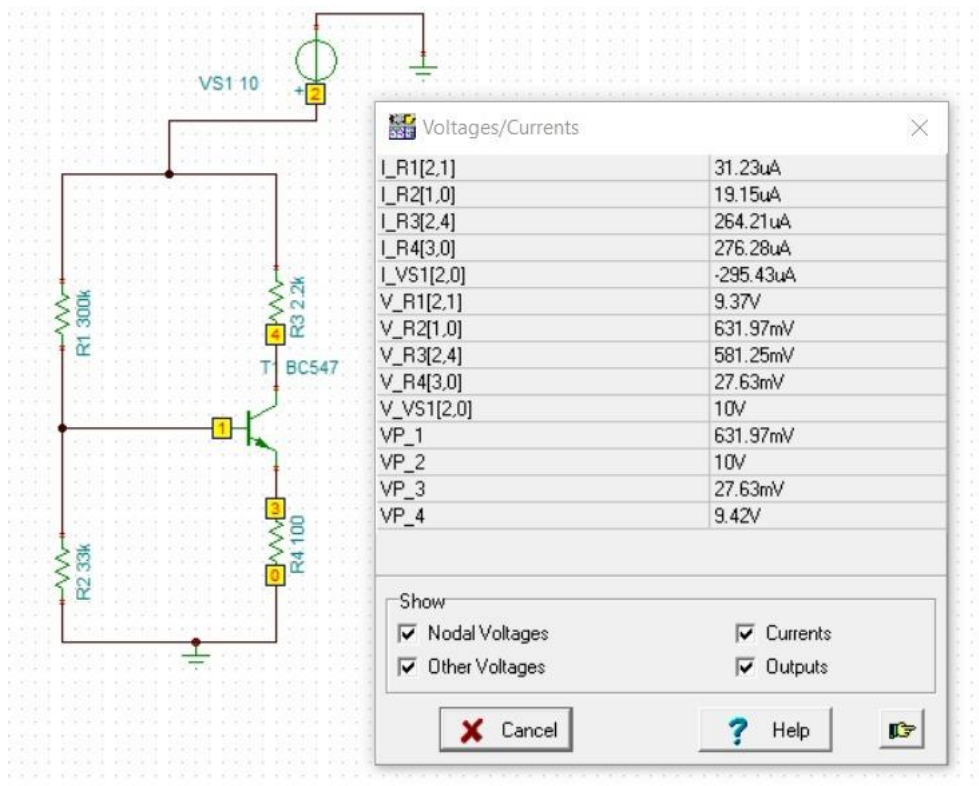 VS1 10
+
2
R1 300k
R3 2.2k
4
T1 BC547
1
3
R2 33k
R4 100
0
Voltages/Currents
I_R1[2,1] 31.23uA
I_R2[1,0] 19.15uA
I_R3[2,4] 264.21uA
I_R4[3,0] 276.28uA
I_VS1[2,0] -295.43uA
V_R1[2,1] 9.37V
V_R2[1,0] 631.97mV
V_R3[2,4] 581.25mV
V_R4[3,0] 27.63mV
V_VS1[2,0] 10V
VP_1 631.97mV
VP_2 10V
VP_3 27.63mV
VP_4 9.42V
Show
Nodal Voltages Currents
Other Voltages Outputs
Cancel Help